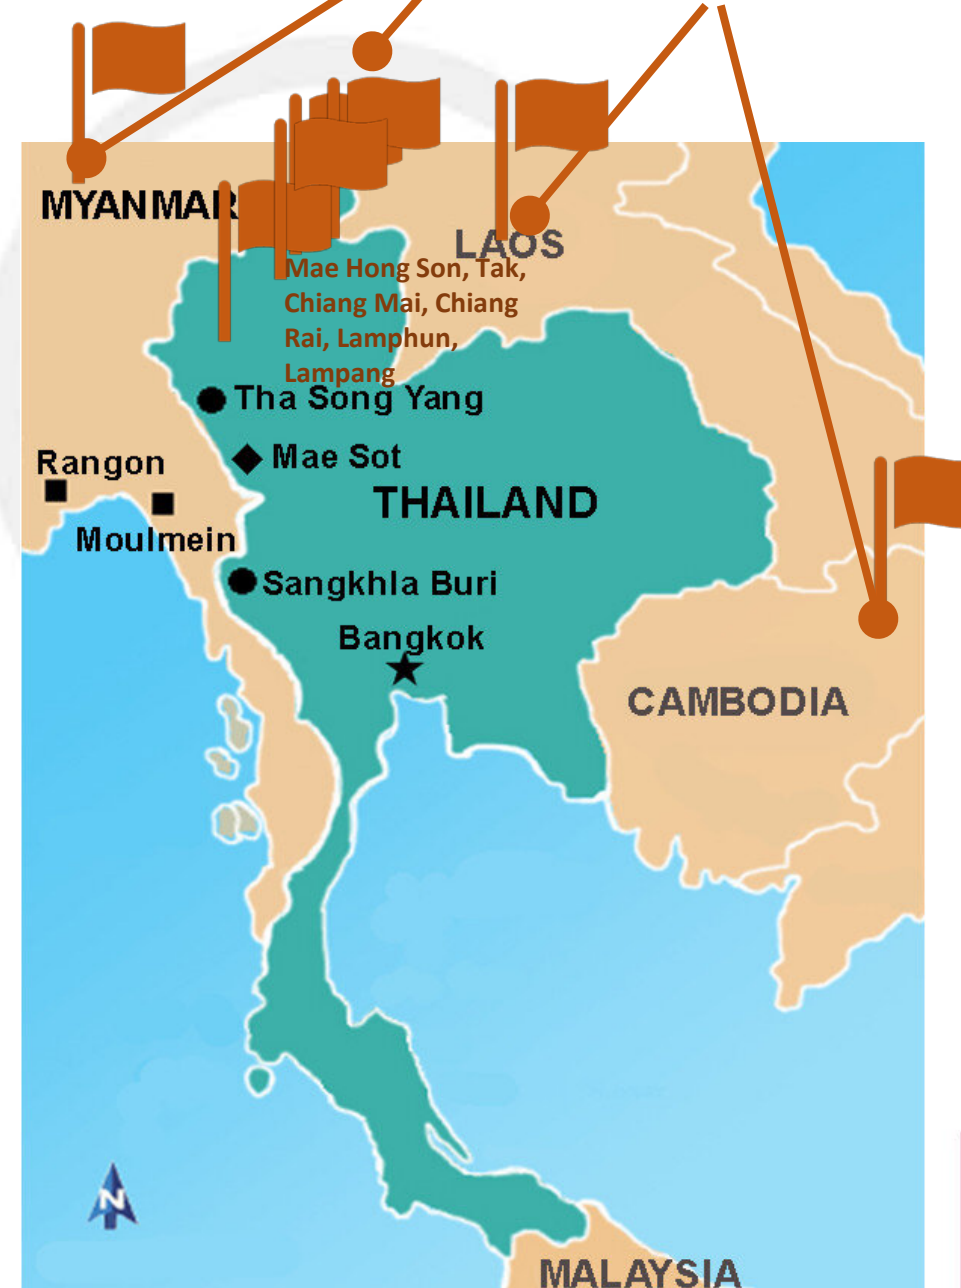 MYANMAR
LAOS
Mae Hong Son, Tak,
Chiang Mai, Chiang
Rai, Lamphun,
Lampang
Tha Song Yang
Mae Sot
Rangon
THAILAND
Moulmein
Sangkhla Buri
Bangkok
CAMBODIA
N
MALAYSIA